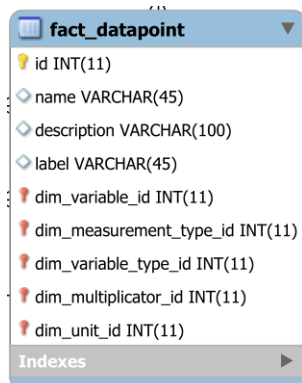 fact_datapoint
id INT(11)
name VARCHAR(45)
description VARCHAR(100)
label VARCHAR(45)
dim_variable_id INT(11)
dim_measurement_type_id INT(11)
dim_variable_type_id INT(11)
dim_multiplicator_id INT(11)
dim_unit_id INT(11)
Indexes